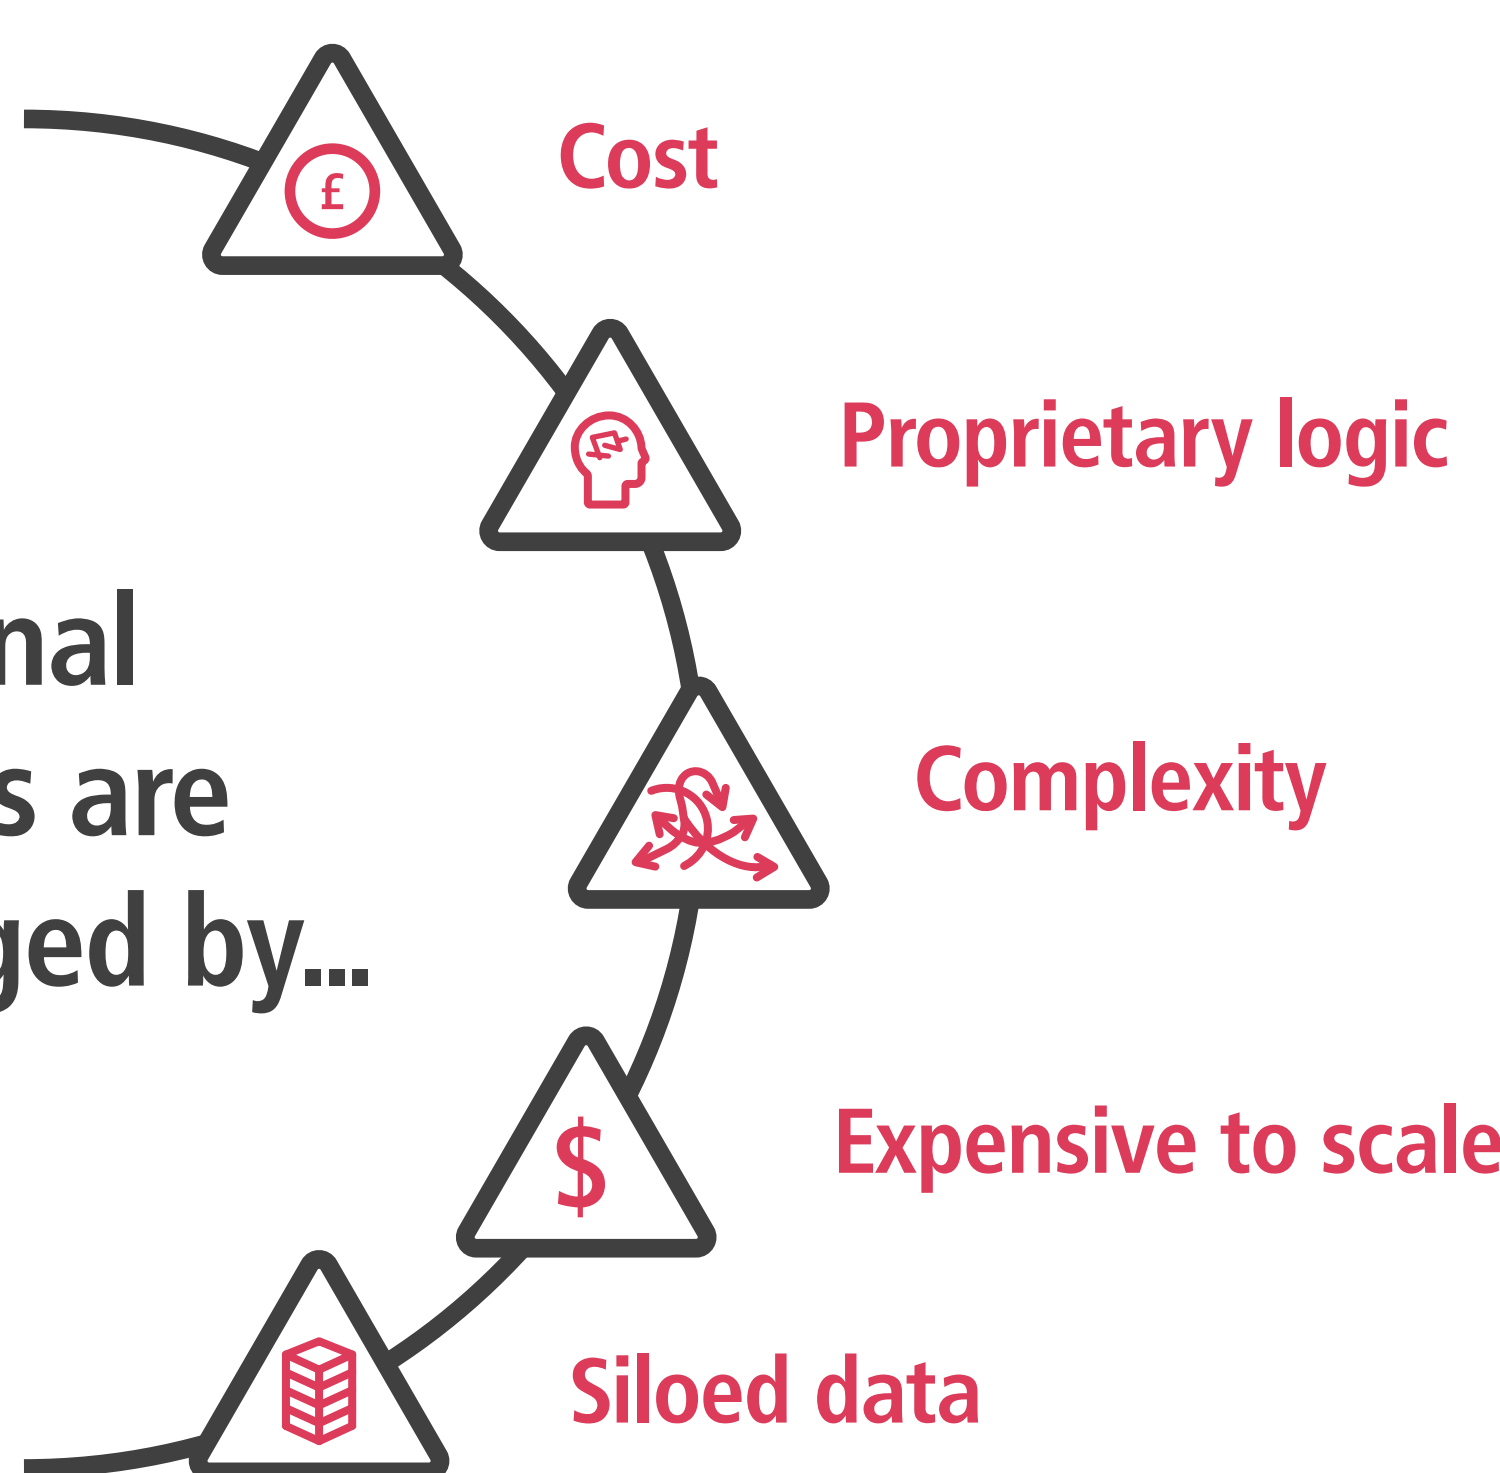 £
Cost
Proprietary logic
nal
s are
ged by...
Complexity
$
Expensive to scale
Siloed data